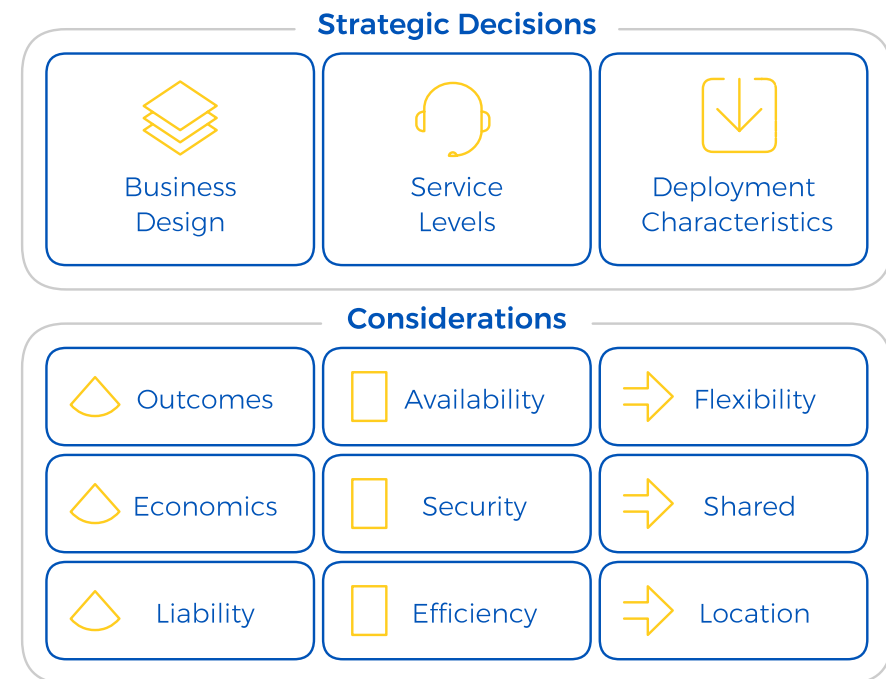 Strategic Decisions
Business
Design
Service
Levels
Deployment
Characteristics
Considerations
Outcomes
Availability
Flexibility
Economics
Security
Shared
Liability
Efficiency
Location